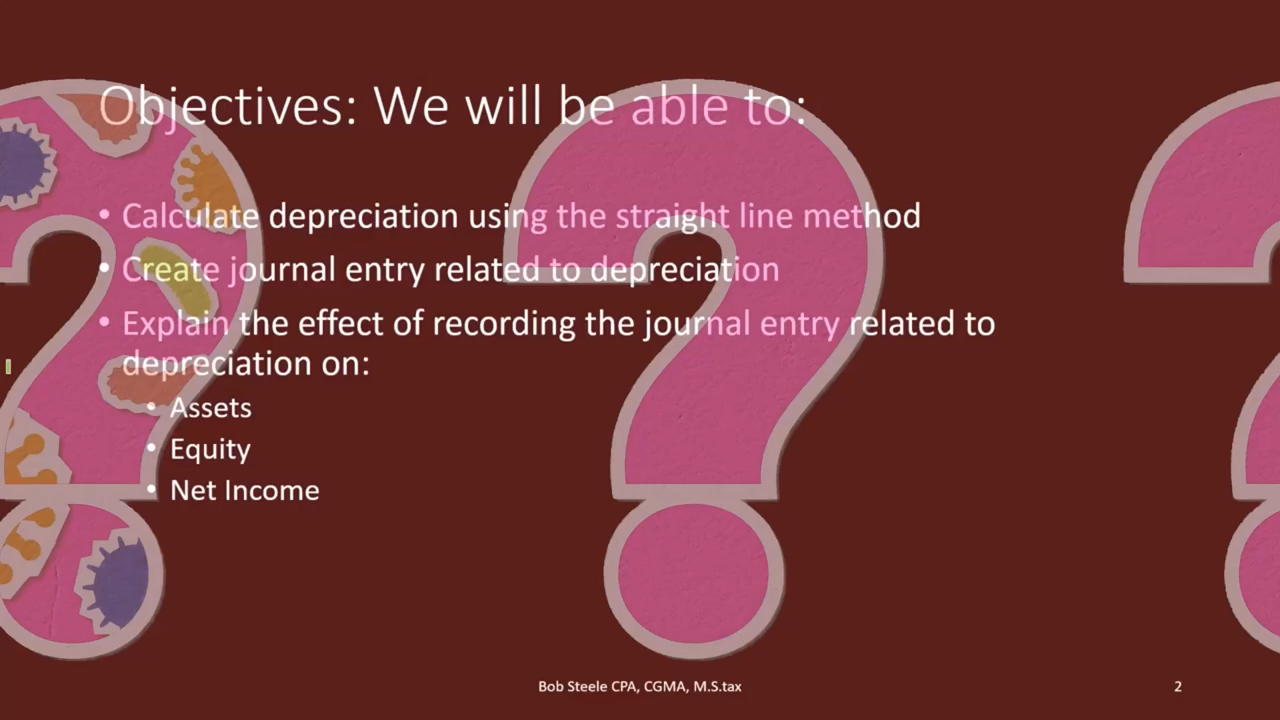 Objectives: We will be able to:
• Calculate depreciation using the straight line method
• Create journal entry related to depreciation
• Explain the effect of recording the journal entry related to
depreciation on:
• Assets
• Equity
• Net Income
Bob Steele CPA, CGMA, M.S.tax
2